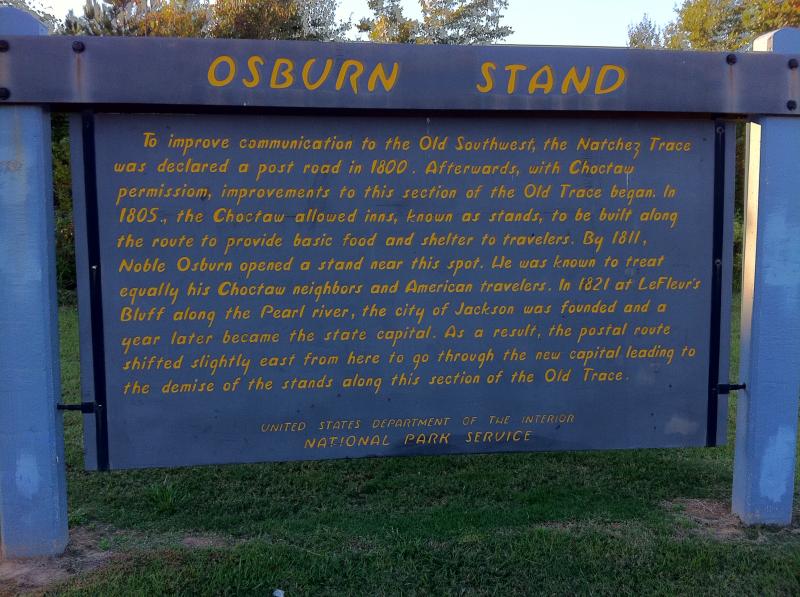 OSBURN STAND
To improve communication to the Old Southwest, the Natchez Trace
was declared a post road in 1800. Afterwards, with Choctaw
permissiom, improvements to this section of the Old Trace began. In
1805., the Choctaw allowed inns, known as stands, to be built along
the route to provide basic food and shelter to travelers. By 1811,
Noble Osburn opened a stand near this spot. He was known to treat
equally his Choctaw neighbors and American travelers. In 1821 at LeFleur's
Bluff along the Pearl river, the city of Jackson was founded and a
year later became the state capital. As a result, the postal route
shifted slightly east from here to go through the new capital leading to
the demise of the stands along this section of the Old Trace.
UNITED STATES DEPARTMENT OF THE INTERIOR
NATIONAL PARK SERVICE